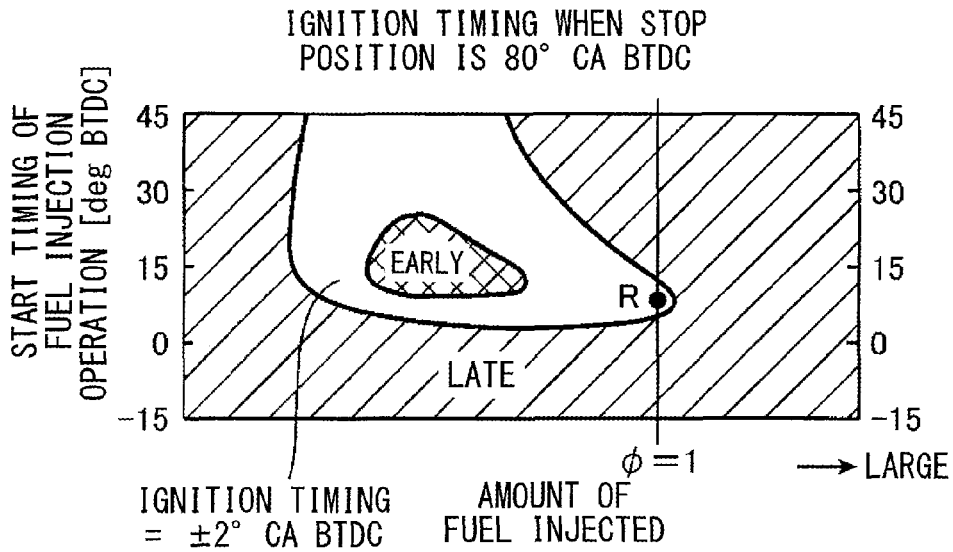 IGNITION TIMING WHEN STOP
POSITION IS 80° CA BTDC
START TIMING OF
FUEL INJECTION
OPERATION [deg BTDC]
45
30
15
0
-15
45
30
15
0
-15
EARLY
R
LATE
φ=1
→ LARGE
IGNITION TIMING
= ±2° CA BTDC
AMOUNT OF
FUEL INJECTED